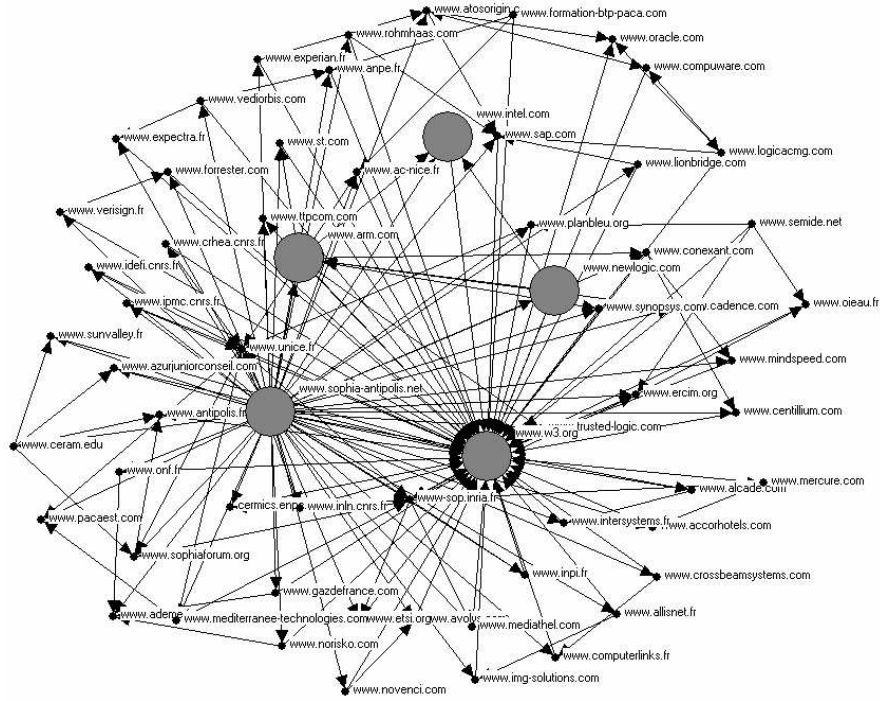 www.atosorigin.c
www.formation-btp-paca.com
www.rohmhaas.com
www.oracle.com
www.experian.fr
www.anpe.fr
www.compuware.com
www.vediorbis.com
www.intel.com
www.expectra.fr
www.st.com
www.sap.com
www.logicacmg.com
www.lionbridge.com
www.forrester.com
www.ac-nice.fr
www.verisign.fr
www.ttpcom.com
www.planbleu.org
www.semide.net
www.arm.com
www.crhea.cnrs.fr
www.conexant.com
www.idefi.cnrs.fr
www.newlogic.com
www.ipmc.cnrs.fr
www.synopsys.com
.cadence.com
www.oieau.fr
www.sunvalley.fr
www.unice.fr
www.mindspeed.com
www.azurjuniorconseil.com
www.sophia-antipolis.net
www.ercim.org
www.antipolis.fr
www.centillium.com
trusted-logic.com
www.w3.org
www.ceram.edu
www.onf.fr
www.mercure.com
www.alcade.com
www-sop.inria.fr
cermics.enpc
www.inln.cnrs.fr
www.pacaest.com
www.intersystems.fr
www.accorhotels.com
www.sophiaforum.org
www.inpi.fr
www.crossbeamsystems.com
www.gazdefrance.com
www.allisnet.fr
www.ademe
www.mediterranee-technologies.com
www.etsi.org
www.mediathel.com
www.norisko.com
www.computerlinks.fr
www.img-solutions.com
www.novenci.com